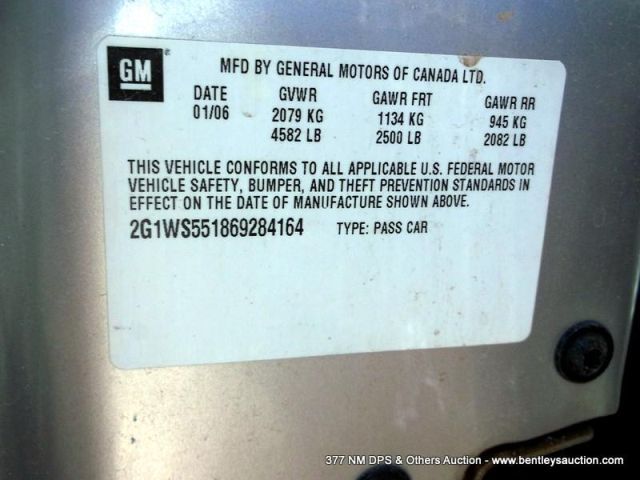 GM ®
MFD BY GENERAL MOTORS OF CANADA LTD.
DATE GVWR GAWR FRT GAWR RR
01/06 2079 KG 1134 KG 945 KG
4582 LB 2500 LB 2082 LB
THIS VEHICLE CONFORMS TO ALL APPLICABLE U.S. FEDERAL MOTOR
VEHICLE SAFETY, BUMPER, AND THEFT PREVENTION STANDARDS IN
EFFECT ON THE DATE OF MANUFACTURE SHOWN ABOVE.
2G1WS551869284164 TYPE: PASS CAR
377 NM DPS & Others Auction - www.bentleysauction.com